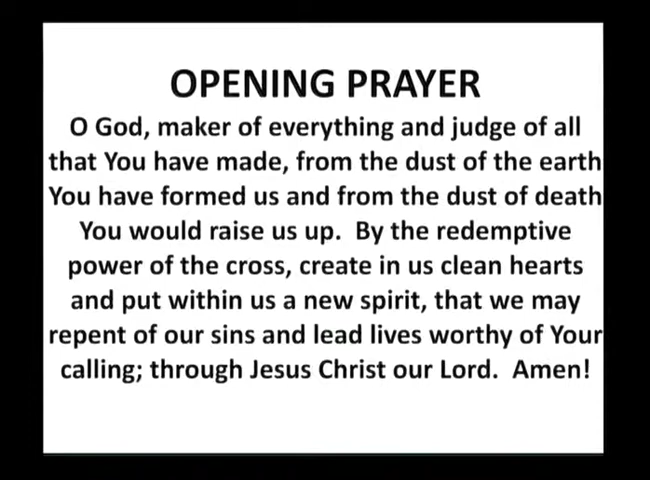 OPENING PRAYER
O God, maker of everything and judge of all
that You have made, from the dust of the earth
You have formed us and from the dust of death
You would raise us up.  By the redemptive
power of the cross, create in us clean hearts
and put within us a new spirit, that we may
repent of our sins and lead lives worthy of Your
calling; through Jesus Christ our Lord.  Amen!